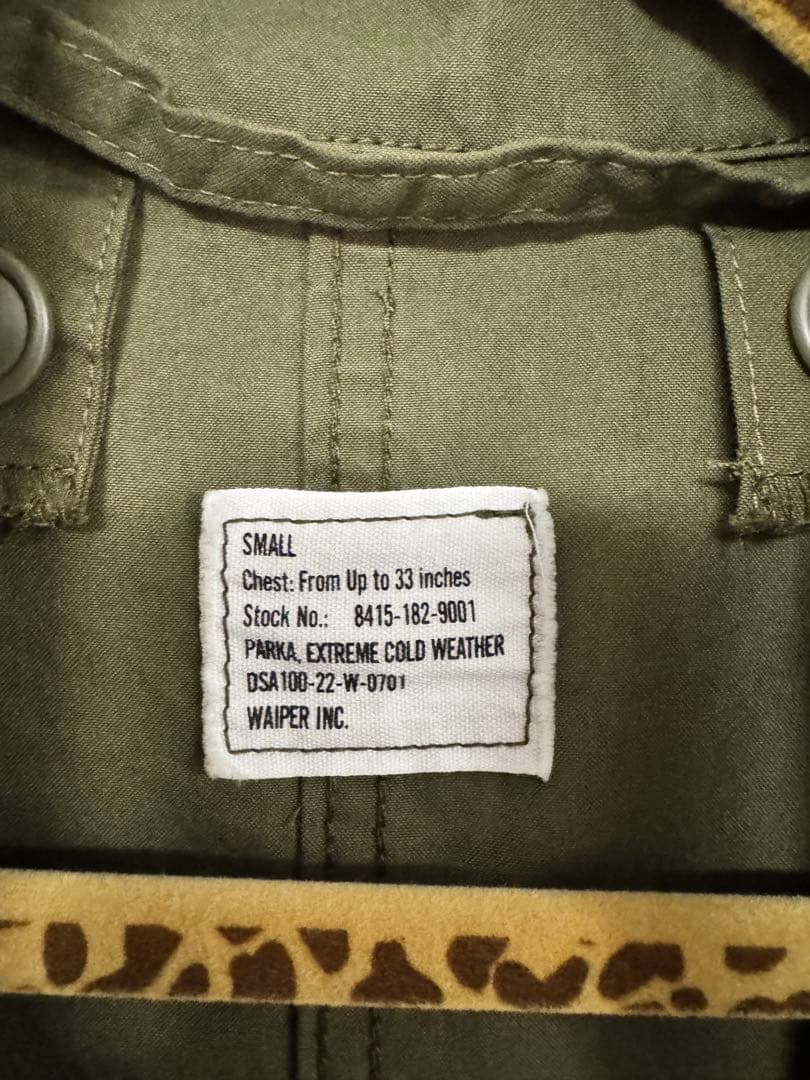 SMALL
Chest: From Up to 33 inches
Stock No.: 8415-182-9001
PARKA, EXTREME COLD WEATHER
DSA100-22-W-0701
WAIPER INC.